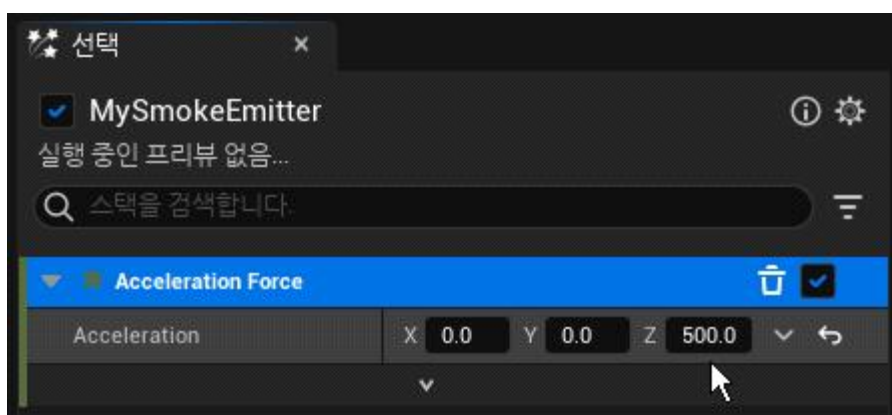 선택
MySmokeEmitter
실행 중인 프리뷰 없음...
스택을 검색합니다.
Acceleration Force
Acceleration X 0.0 Y 0.0 Z 500.0